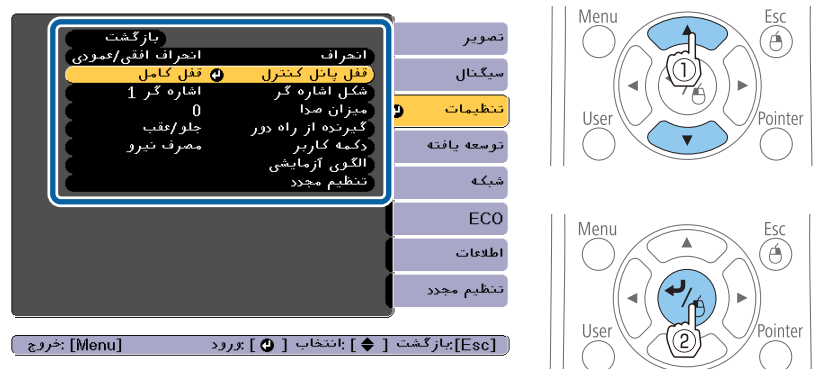 بازگشت
انحراف انحراف افقی/عمودی
قفل پانل کنترل قفل کامل
شکل اشاره گر اشاره گر 1
میزان صدا 0
گیرنده از راه دور جلو/عقب
دکمه کاربر مصرف نیرو
الگوی آزمایشی
تنظیم مجدد
تصویر
سیگنال
تنظیمات
توسعه یافته
شبکه
ECO
اطلاعات
تنظیم مجدد
[Esc]:بازگشت [ ] :انتخاب [ ] :ورود [Menu] :خروج
Menu
Esc
1
User
Pointer
Menu
Esc
User
Pointer
2